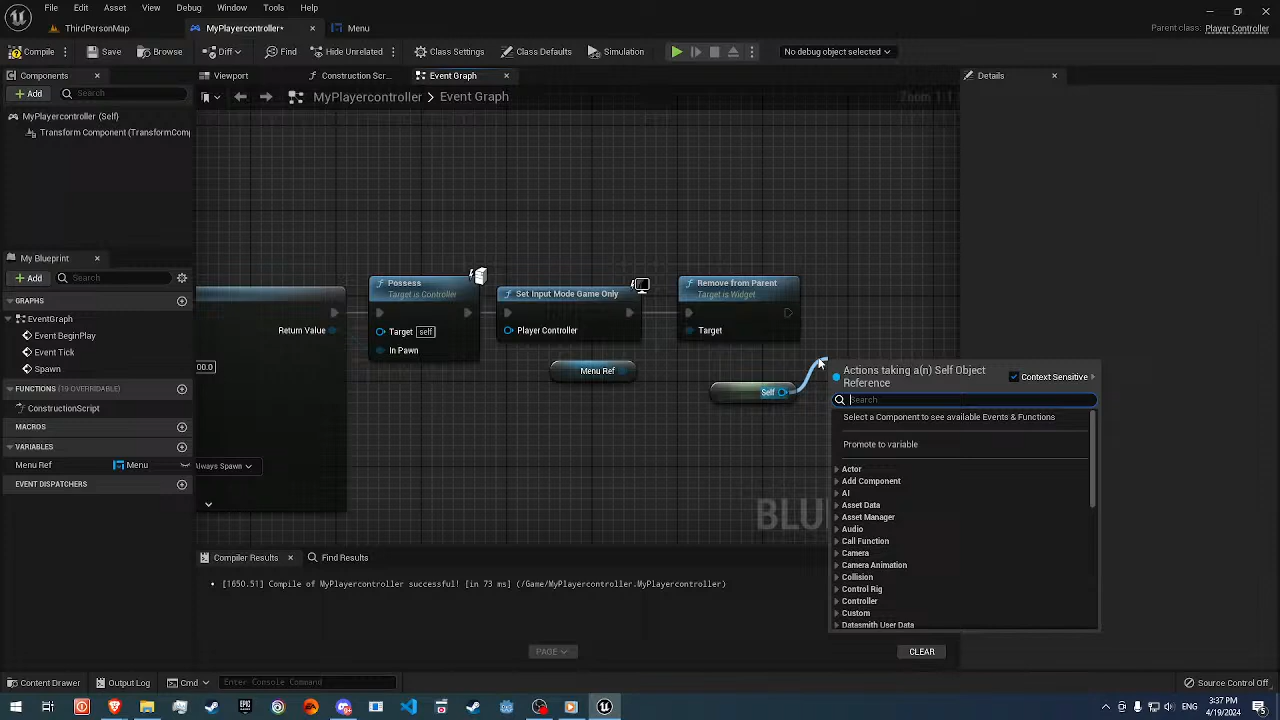 File Edit Asset View Debug Window Tools Help
ThirdPersonMap
MyPlayercontroller*
Menu
Parent class: Player Controller
Compile
Save
Browse
Diff
Find
Hide Unrelated
Class Settings
Class Defaults
Simulation
No debug object selected
Components
Viewport
Construction Scr...
Event Graph
Details
Add
Search
MyPlayercontroller > Event Graph
Zoom 1:1
MyPlayercontroller (Self)
Transform Component (TransformComp
My Blueprint
Add
Search
GRAPHS
EventGraph
Event BeginPlay
Event Tick
Spawn
FUNCTIONS (19 OVERRIDABLE)
ConstructionScript
MACROS
VARIABLES
Menu Ref
Menu
EVENT DISPATCHERS
Return Value
00.0
Always Spawn
Possess
Target is Controller
Target self
In Pawn
Set Input Mode Game Only
Player Controller
Menu Ref
Remove from Parent
Target is Widget
Target
Self
BLU
Actions taking a(n) Self Object
Reference
Context Sensitive
Search
Select a Component to see available Events & Functions
Promote to variable
Actor
Add Component
AI
Asset Data
Asset Manager
Audio
Call Function
Camera
Camera Animation
Collision
Control Rig
Controller
Custom
Datasmith User Data
Compiler Results
Find Results
[1650.51] Compile of MyPlayercontroller successful! [in 73 ms] (/Game/MyPlayercontroller.MyPlayercontroller)
PAGE
CLEAR
Content Drawer
Output Log
Cmd
Enter Console Command
Source Control Off
3:37 PM
4/19/2024